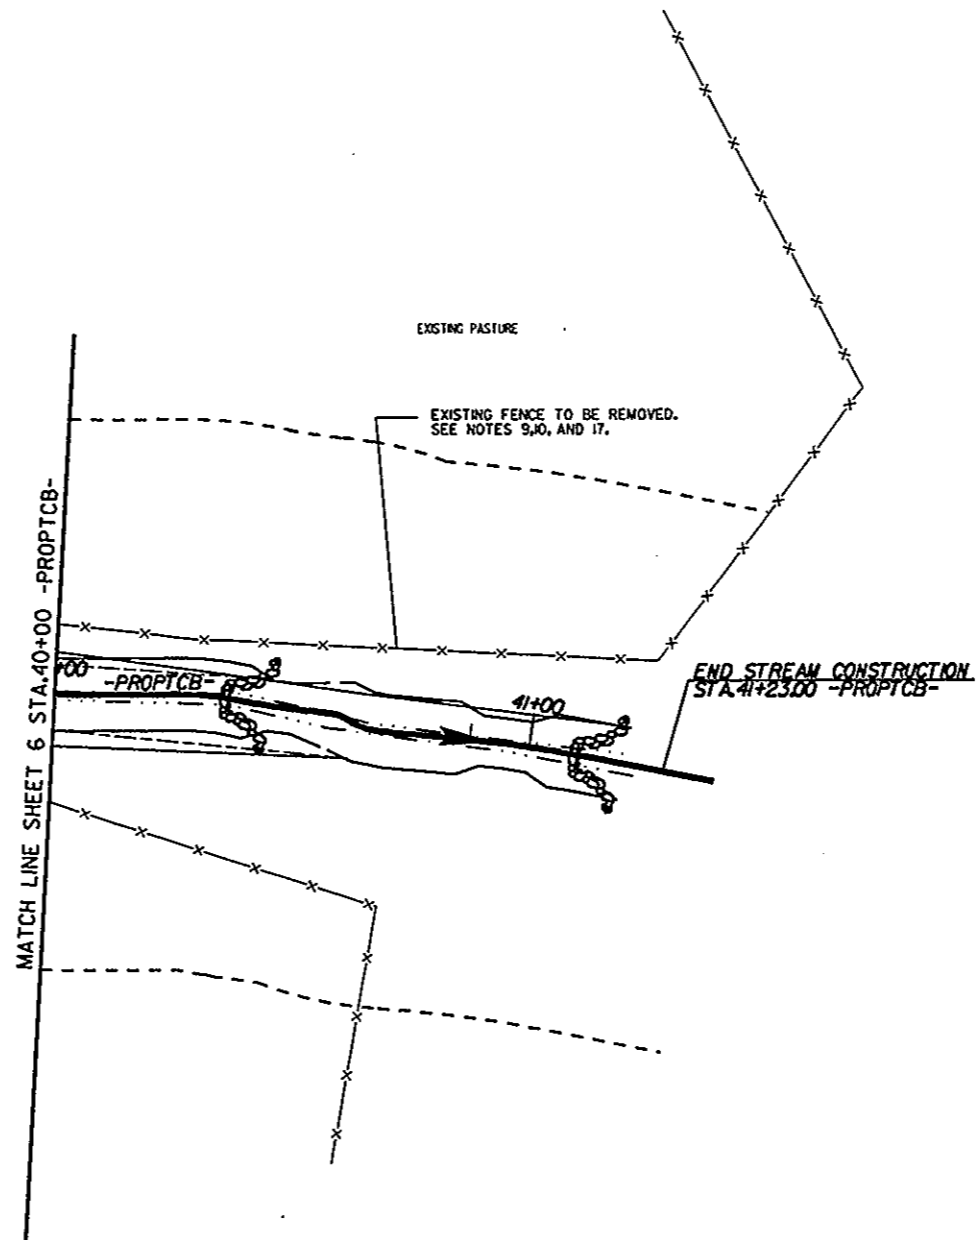 EXISTING PASTURE
EXISTING FENCE TO BE REMOVED.
SEE NOTES 9,10, AND 17.
MATCH LINE SHEET 6 STA.40+00 -PROPTCB-
+00
-PROPTCB-
41+00
END STREAM CONSTRUCTION
STA.41+23.00 -PROPTCB-